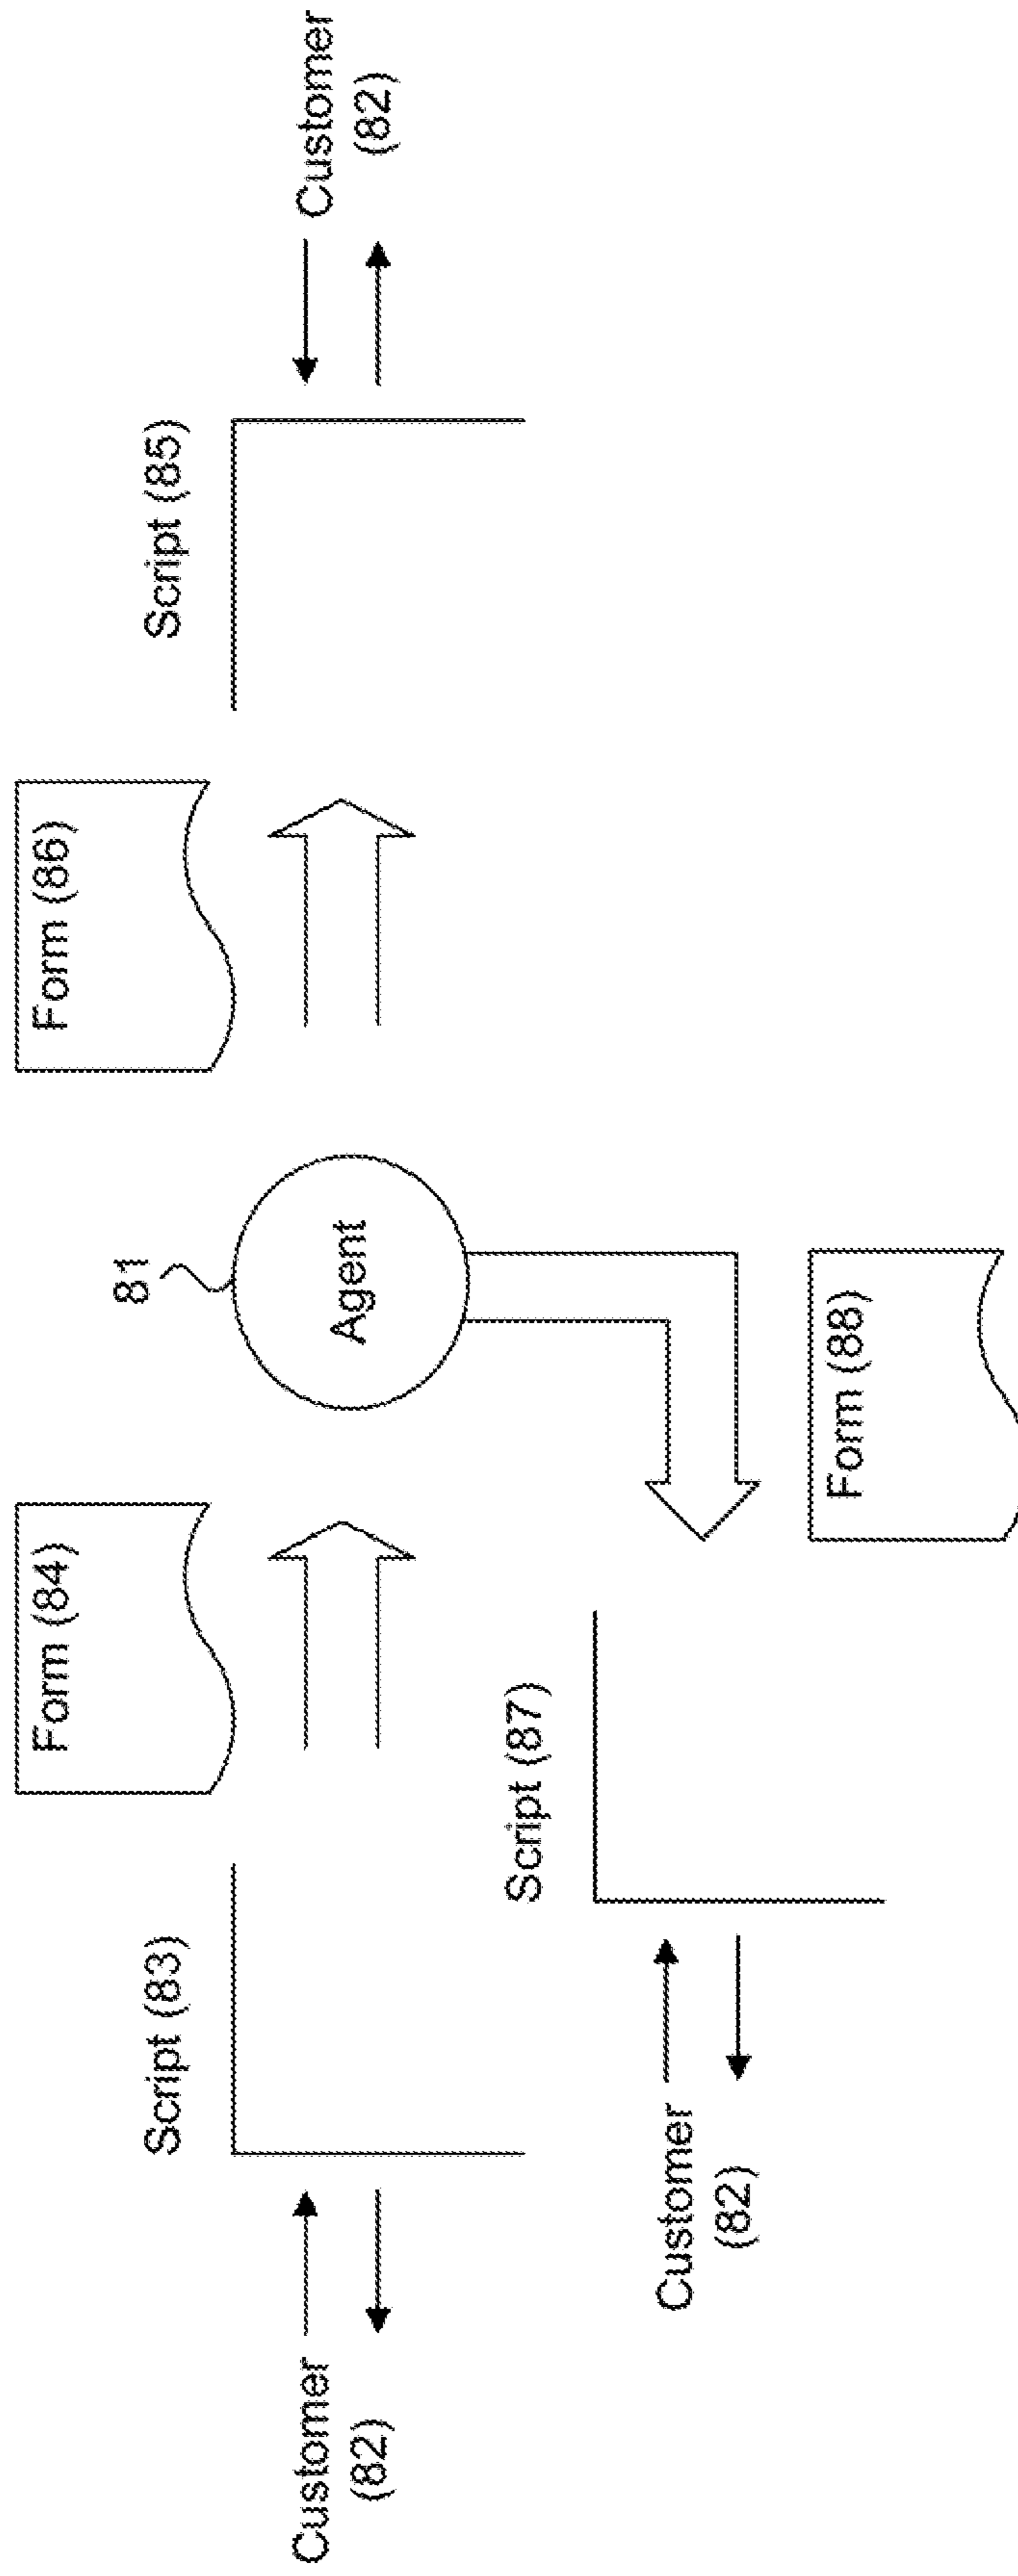 Form (84)
Form (86)
Script (83)
81
Script (85)
Customer
(82)
Agent
Customer
(82)
Script (87)
Customer
(82)
Form (88)